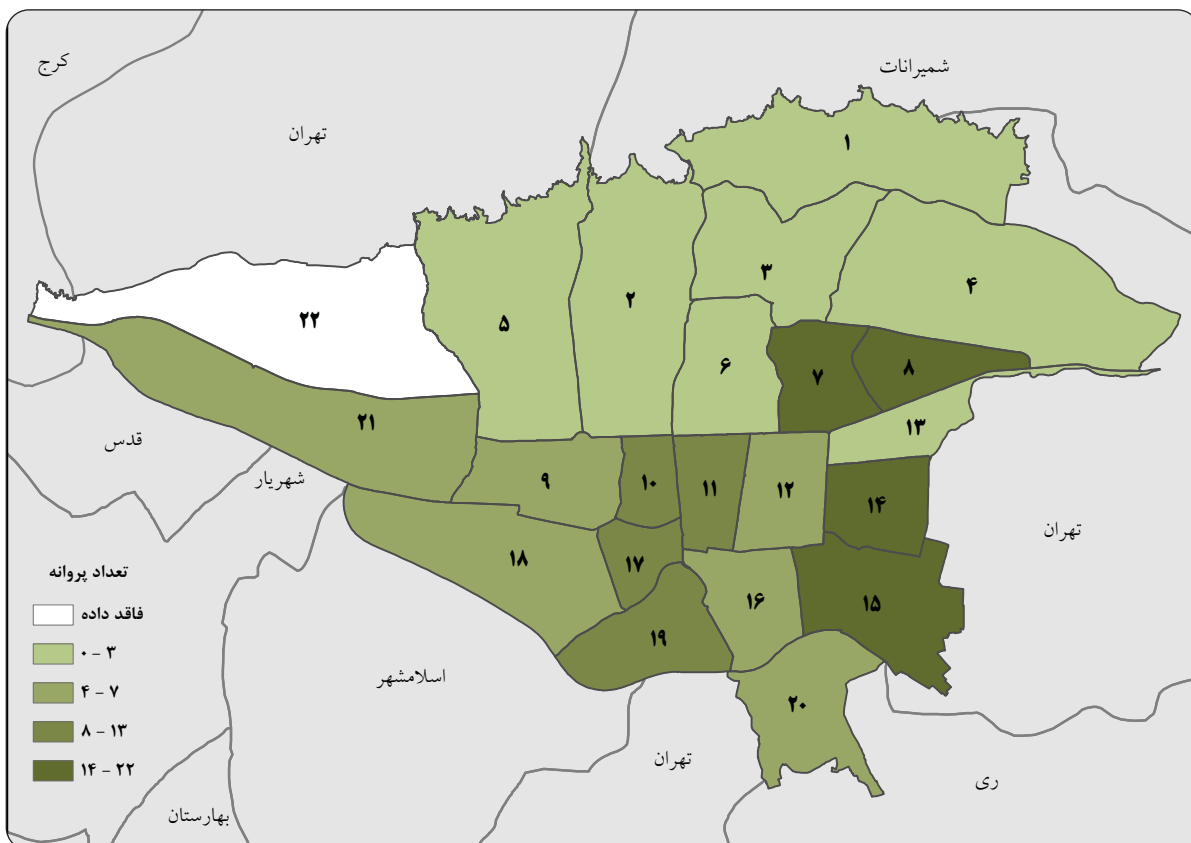 کرج
شمیرانات
تهران
۱
۳
۴
۲
۵
۲۲
۶
۷
۸
۲۱
۱۳
قدس
شهریار
۹
۱۰
۱۱
۱۲
۱۴
تهران
۱۸
۱۷
۱۶
۱۵
۱۹
اسلامشهر
۲۰
تهران
ری
بهارستان
تعداد پروانه
فاقد داده
۰ - ۳
۴ - ۷
۸ - ۱۳
۱۴ - ۲۲